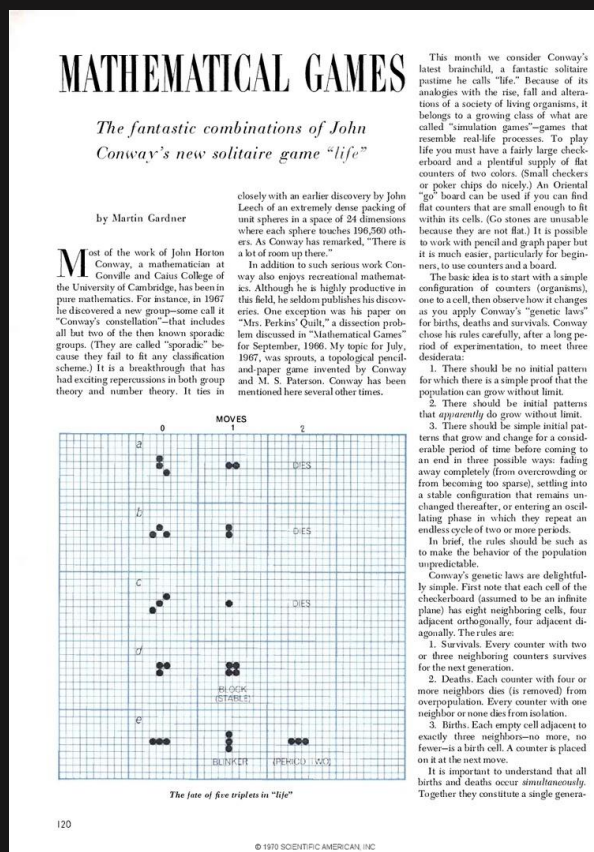 MATHEMATICAL GAMES
The fantastic combinations of John
Conway's new solitaire game "life"
by Martin Gardner
Most of the work of John Horton
Conway, a mathematician at
Gonville and Caius College of
the University of Cambridge, has been in
pure mathematics. For instance, in 1967
he discovered a new group—some call it
"Conway's constellation"—that includes
all but two of the then known sporadic
groups. (They are called "sporadic" be-
cause they fail to fit any classification
scheme.) It is a breakthrough that has
had exciting repercussions in both group
theory and number theory. It ties in
closely with an earlier discovery by John
Leech of an extremely dense packing of
unit spheres in a space of 24 dimensions
where each sphere touches 196,560 oth-
ers. As Conway has remarked, "There is
a lot of room up there."
In addition to such serious work Con-
way also enjoys recreational mathemat-
ics. Although he is highly productive in
this field, he seldom publishes his discov-
eries. One exception was his paper on
"Mrs. Perkins' Quilt," a dissection prob-
lem discussed in "Mathematical Games"
for September, 1966. My topic for July,
1967, was sprouts, a topological pencil-
and-paper game invented by Conway
and M. S. Paterson. Conway has been
mentioned here several other times.
This month we consider Conway's
latest brainchild, a fantastic solitaire
pastime he calls "life." Because of its
analogies with the rise, fall and altera-
tions of a society of living organisms, it
belongs to a growing class of what are
called "simulation games"—games that
resemble real-life processes. To play
life you must have a fairly large check-
erboard and a plentiful supply of flat
counters of two colors. (Small checkers
or poker chips do nicely.) An Oriental
"go" board can be used if you can find
flat counters that are small enough to fit
within its cells. (Go stones are unusable
because they are not flat.) It is possible
to work with pencil and graph paper but
it is much easier, particularly for begin-
ners, to use counters and a board.
The basic idea is to start with a simple
configuration of counters (organisms),
one to a cell, then observe how it changes
as you apply Conway's "genetic laws"
for births, deaths and survivals. Conway
chose his rules carefully, after a long pe-
riod of experimentation, to meet three
desiderata:
1. There should be no initial pattern
for which there is a simple proof that the
population can grow without limit.
2. There should be initial patterns
that apparently do grow without limit.
3. There should be simple initial pat-
terns that grow and change for a consid-
erable period of time before coming to
an end in three possible ways: fading
away completely (from overcrowding or
from becoming too sparse), settling into
a stable configuration that remains un-
changed thereafter, or entering an oscil-
lating phase in which they repeat an
endless cycle of two or more periods.
In brief, the rules should be such as
to make the behavior of the population
unpredictable.
Conway's genetic laws are delightful-
ly simple. First note that each cell of the
checkerboard (assumed to be an infinite
plane) has eight neighboring cells, four
adjacent orthogonally, four adjacent di-
agonally. The rules are:
1. Survivals. Every counter with two
or three neighboring counters survives
for the next generation.
2. Deaths. Each counter with four or
more neighbors dies (is removed) from
overpopulation. Every counter with one
neighbor or none dies from isolation.
3. Births. Each empty cell adjacent to
exactly three neighbors—no more, no
fewer—is a birth cell. A counter is placed
on it at the next move.
It is important to understand that all
births and deaths occur simultaneously.
Together they constitute a single genera-
MOVES
0 1 2
a
DIES
b
DIES
c
DIES
d
BLOCK
(STABLE)
e
BLINKER (PERIOD TWO)
The fate of five triplets in "life"
120
© 1970 SCIENTIFIC AMERICAN, INC